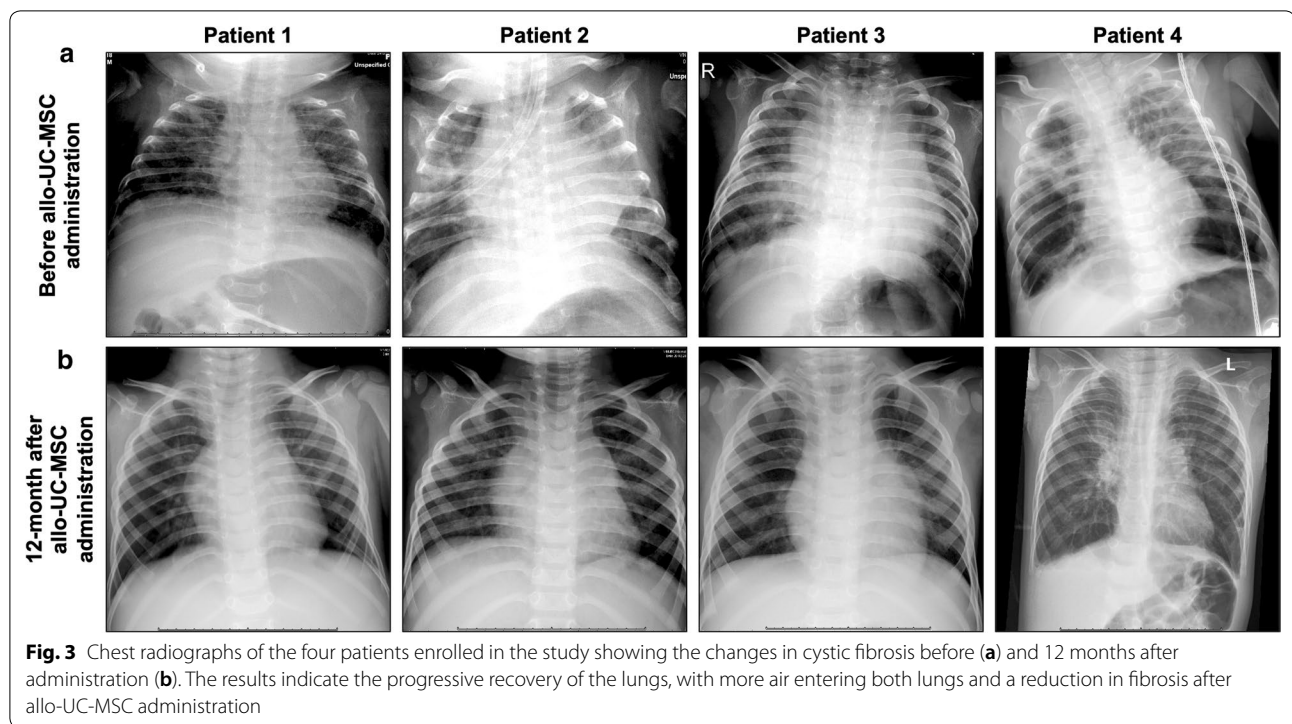 Patient 1 Patient 2 Patient 3 Patient 4
a
Before allo-UC-MSC
administration
Unspecified
R
b
12-month after
allo-UC-MSC
administration
L
Fig. 3 Chest radiographs of the four patients enrolled in the study showing the changes in cystic fibrosis before (a) and 12 months after
administration (b). The results indicate the progressive recovery of the lungs, with more air entering both lungs and a reduction in fibrosis after
allo-UC-MSC administration